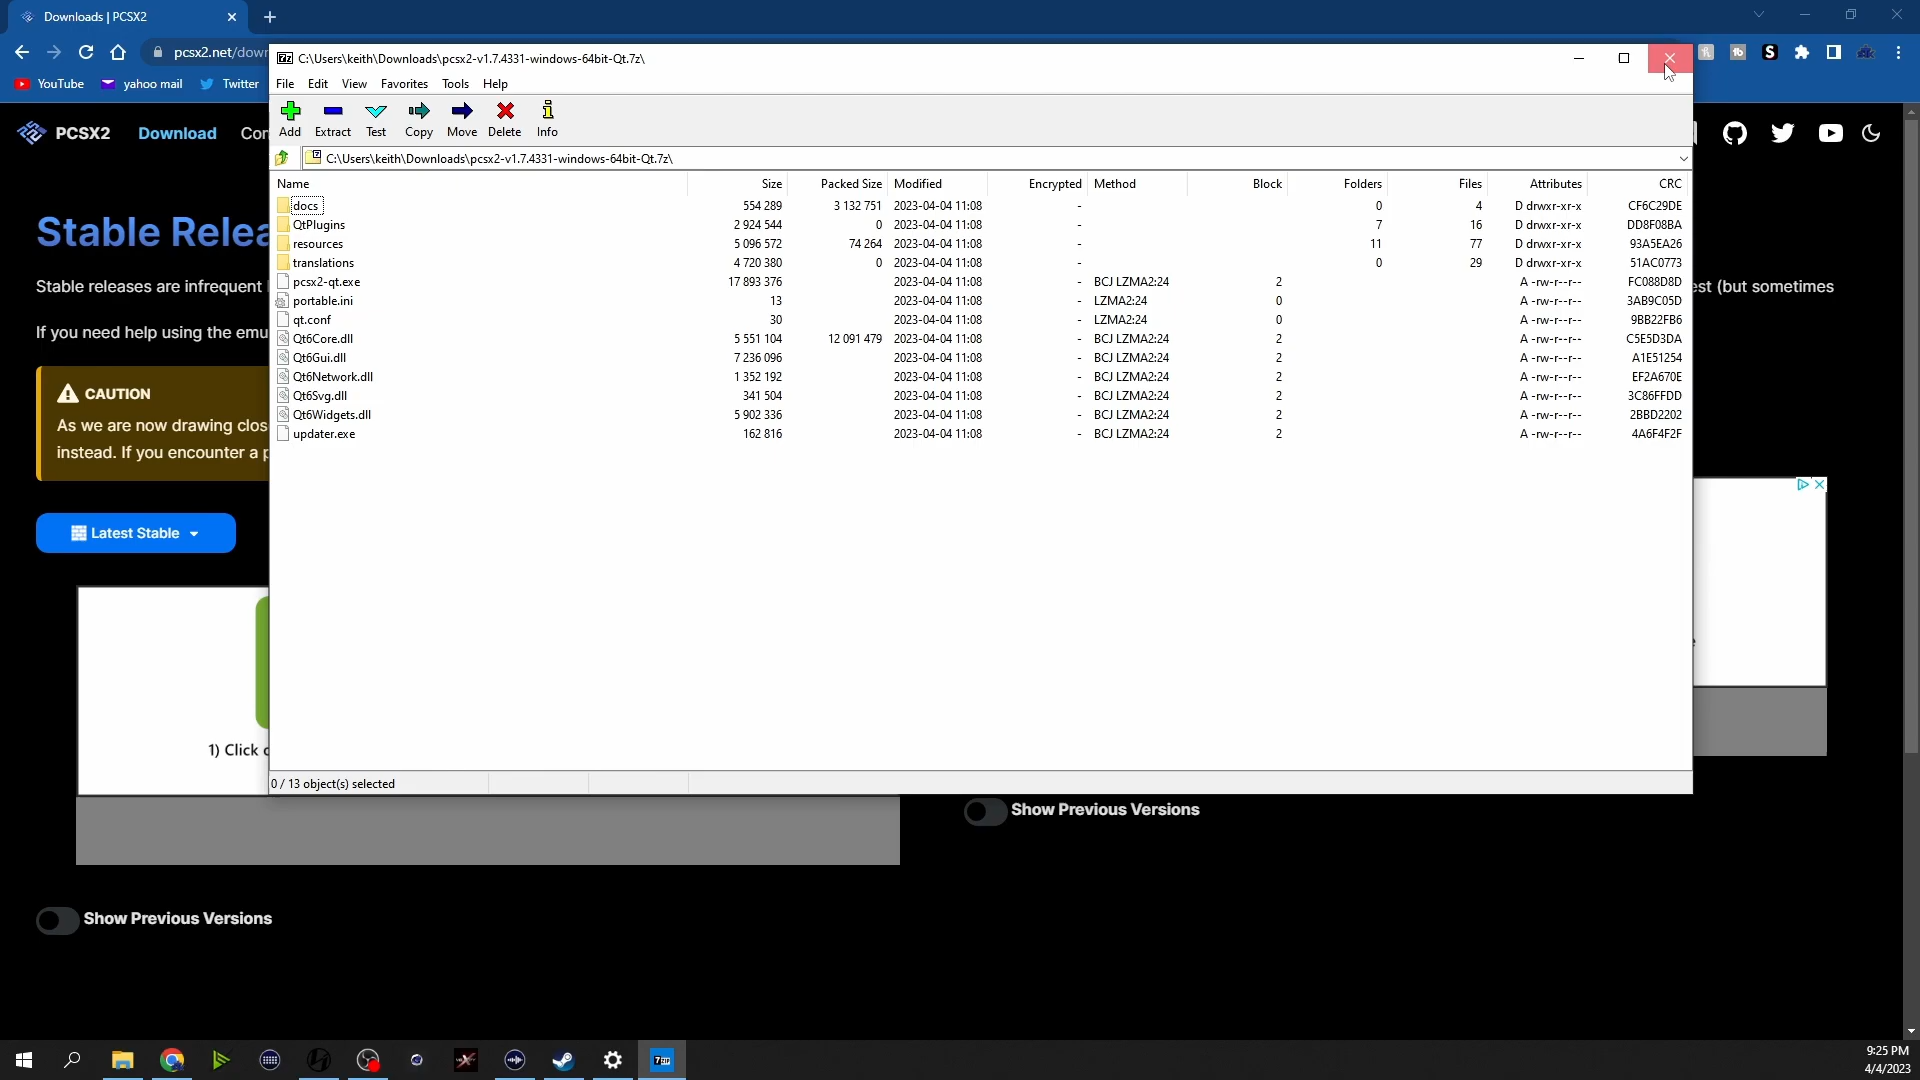 Downloads | PCSX2
pcsx2.net/down
YouTube
yahoo mail
Twitter
C:\Users\keith\Downloads\pcsx2-v1.7.4331-windows-64bit-Qt.7z\
File Edit View Favorites Tools Help
Add Extract Test Copy Move Delete Info
C:\Users\keith\Downloads\pcsx2-v1.7.4331-windows-64bit-Qt.7z\
Name Size Packed Size Modified Encrypted Method Block Folders Files Attributes CRC
docs 554 289 3 132 751 2023-04-04 11:08 - 0 4 D drwxr-xr-x CF6C29DE
QtPlugins 2 924 544 0 2023-04-04 11:08 - 7 16 D drwxr-xr-x DD8F08BA
resources 5 096 572 74 264 2023-04-04 11:08 - 11 77 D drwxr-xr-x 93A5EA26
translations 4 720 380 0 2023-04-04 11:08 - 0 29 D drwxr-xr-x 51AC0773
pcsx2-qt.exe 17 893 376 2023-04-04 11:08 - BCJ LZMA2:24 2 A -rw-r--r-- FC088D8D
portable.ini 13 2023-04-04 11:08 - LZMA2:24 0 A -rw-r--r-- 3AB9C05D
qt.conf 30 2023-04-04 11:08 - LZMA2:24 0 A -rw-r--r-- 9BB22FB6
Qt6Core.dll 5 551 104 12 091 479 2023-04-04 11:08 - BCJ LZMA2:24 2 A -rw-r--r-- C5E5D3DA
Qt6Gui.dll 7 236 096 2023-04-04 11:08 - BCJ LZMA2:24 2 A -rw-r--r-- A1E51254
Qt6Network.dll 1 352 192 2023-04-04 11:08 - BCJ LZMA2:24 2 A -rw-r--r-- EF2A670E
Qt6Svg.dll 341 504 2023-04-04 11:08 - BCJ LZMA2:24 2 A -rw-r--r-- 3C86FFDD
Qt6Widgets.dll 5 902 336 2023-04-04 11:08 - BCJ LZMA2:24 2 A -rw-r--r-- 2BBD2202
updater.exe 162 816 2023-04-04 11:08 - BCJ LZMA2:24 2 A -rw-r--r-- 4A6F4F2F
0 / 13 object(s) selected
PCSX2 Download Con
Stable Relea
Stable releases are infrequent
est (but sometimes
If you need help using the emu
CAUTION
As we are now drawing clos
instead. If you encounter a p
Latest Stable
1) Click
Show Previous Versions
Show Previous Versions
9:25 PM
4/4/2023